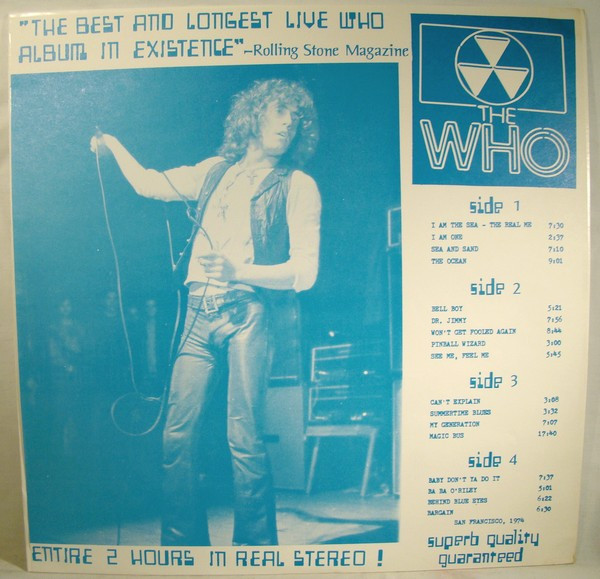 "THE BEST AND LONGEST LIVE WHO
ALBUM IN EXISTENCE"—Rolling Stone Magazine
THE
WHO
side 1
I AM THE SEA - THE REAL ME 7:30
I AM ONE 2:37
SEA AND SAND 7:10
THE OCEAN 9:01
side 2
BELL BOY 5:21
DR. JIMMY 7:56
WON'T GET FOOLED AGAIN 8:44
PINBALL WIZARD 3:00
SEE ME, FEEL ME 5:45
side 3
CAN'T EXPLAIN 3:08
SUMMERTIME BLUES 3:32
MY GENERATION 7:07
MAGIC BUS 17:40
side 4
BABY DON'T YA DO IT 7:37
BA BA O'RILEY 5:01
BEHIND BLUE EYES 6:22
BARGAIN 6:30
SAN FRANCISCO, 1974
superb quality
guaranteed
ENTIRE 2 HOURS IN REAL STEREO !